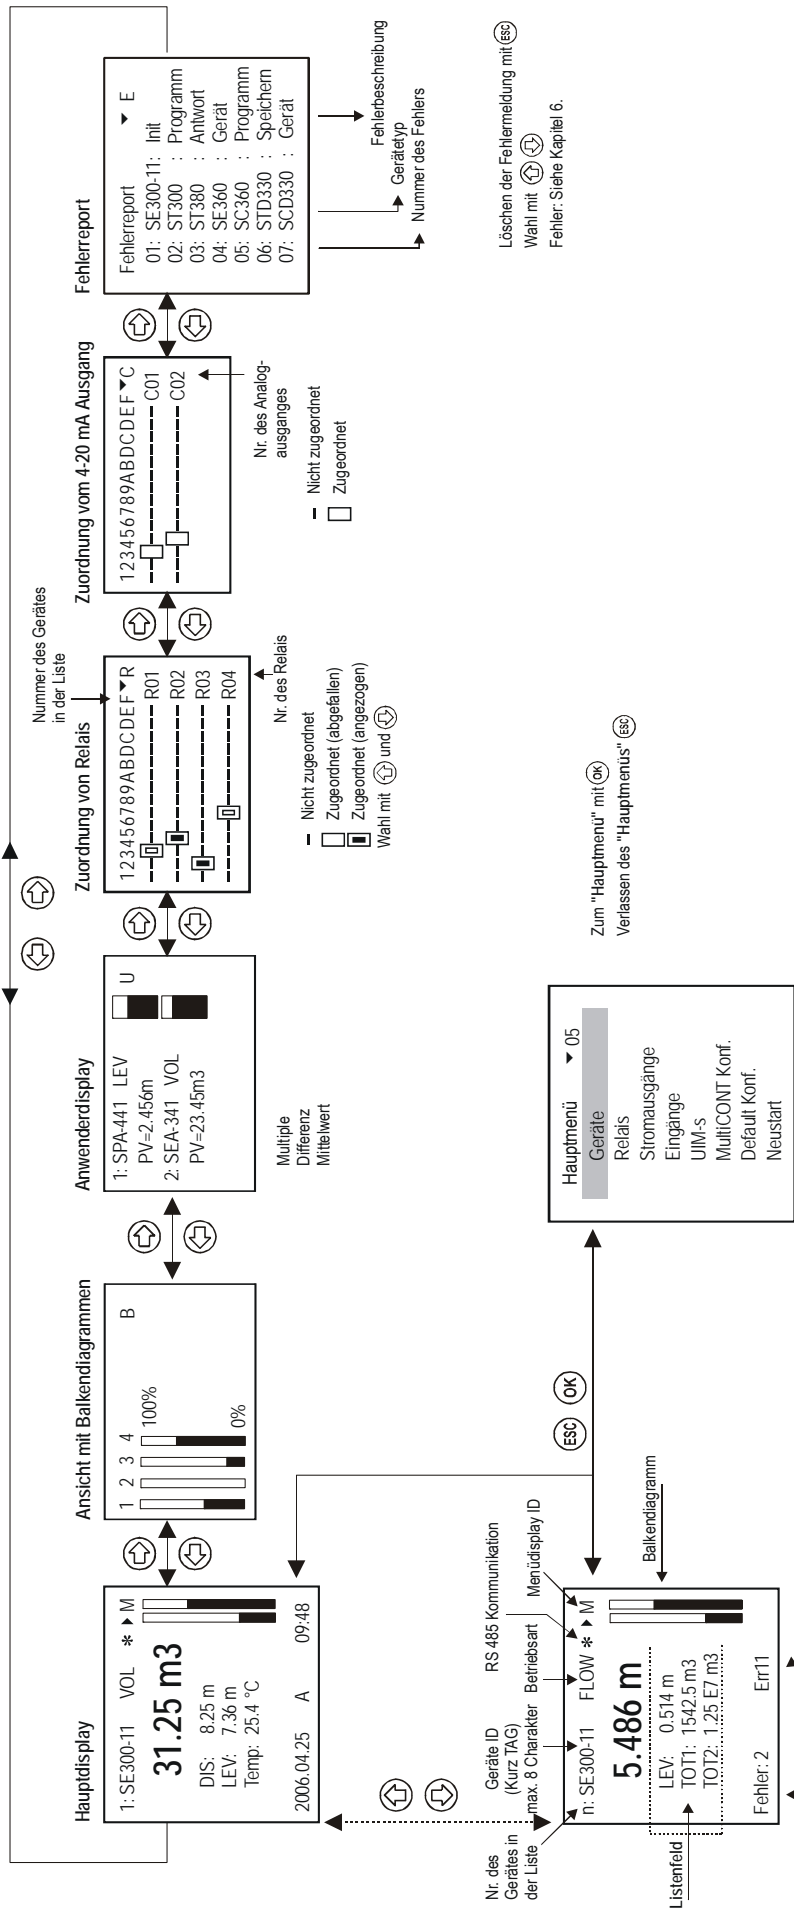 Hauptdisplay
1: SE300-11 VOL * ▶ M
31.25 m3
DIS: 8.25 m
LEV: 7.36 m
Temp: 25.4 °C
2006.04.25 A 09:48
Ansicht mit Balkendiagrammen
1 2 3 4 B
100%
0%
Anwenderdisplay
1: SPA-441 LEV U
PV=2.456m
2: SEA-341 VOL
PV=23.45m3
Multiple
Differenz
Mittelwert
Zuordnung von Relais
Nummer des Gerätes
in der Liste
123456789ABDCDEF▼R
R01
R02
R03
R04
Nr. des Relais
Nicht zugeordnet
Zugeordnet (abgefallen)
Zugeordnet (angezogen)
Wahl mit und
Zuordnung vom 4-20 mA Ausgang
123456789ABDCDEF▼C
C01
C02
Nr. des Analog-
ausganges
Nicht zugeordnet
Zugeordnet
Fehlerreport
Fehlerreport ▼ E
01: SE300-11: Init
02: ST300 : Programm
03: ST380 : Antwort
04: SE360 : Gerät
05: SC360 : Programm
06: STD330 : Speichern
07: SCD330 : Gerät
Fehlerbeschreibung
Gerätetyp
Nummer des Fehlers
Löschen der Fehlermeldung mit ESC
Wahl mit
Fehler: Siehe Kapitel 6.
Nr. des
Gerätes in
der Liste
Geräte ID
(Kurz TAG)
max. 8 Charakter
Betriebsart
RS 485 Kommunikation
Menüdisplay ID
n: SE300-11 FLOW * ▶ M
5.486 m
LEV: 0.514 m
TOT1: 1542.5 m3
TOT2: 1.25 E7 m3
Fehler: 2 Err11
Listenfeld
Balkendiagramm
ESC OK
Hauptmenü ▼ 05
Geräte
Relais
Stromausgänge
Eingänge
UIM-s
MultiCONT Konf.
Default Konf.
Neustart
Zum "Hauptmenü" mit OK
Verlassen des "Hauptmenüs" ESC